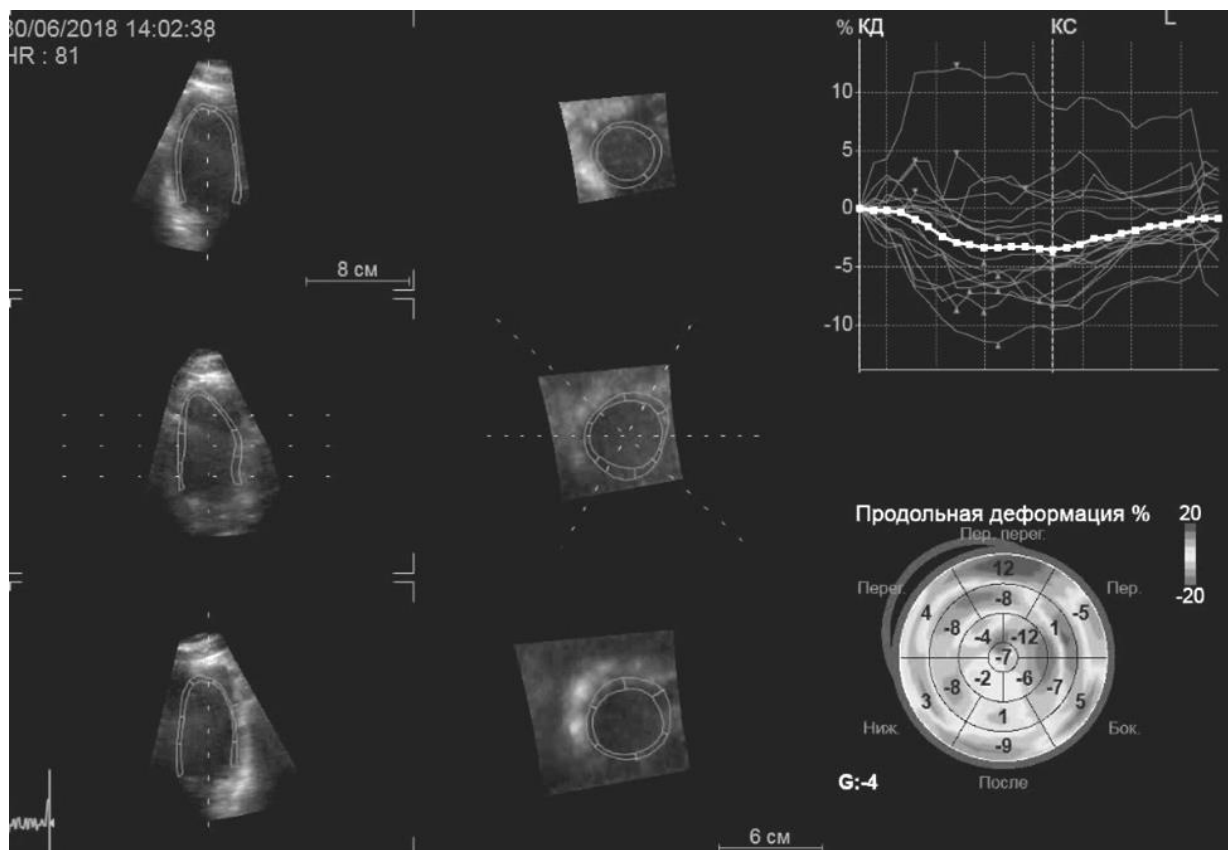 30/06/2018 14:02:38
HR : 81
8 см
6 см
% КД КС L
10
5
0
-5
-10
Продольная деформация %
20
-20
Пер. перег.
Перег. Пер.
12
4 -8 -5
-8 1
-4 -12
-7
-2 -6
-8 -7
3 1 5
-9
Ниж. Бок.
После
G:-4